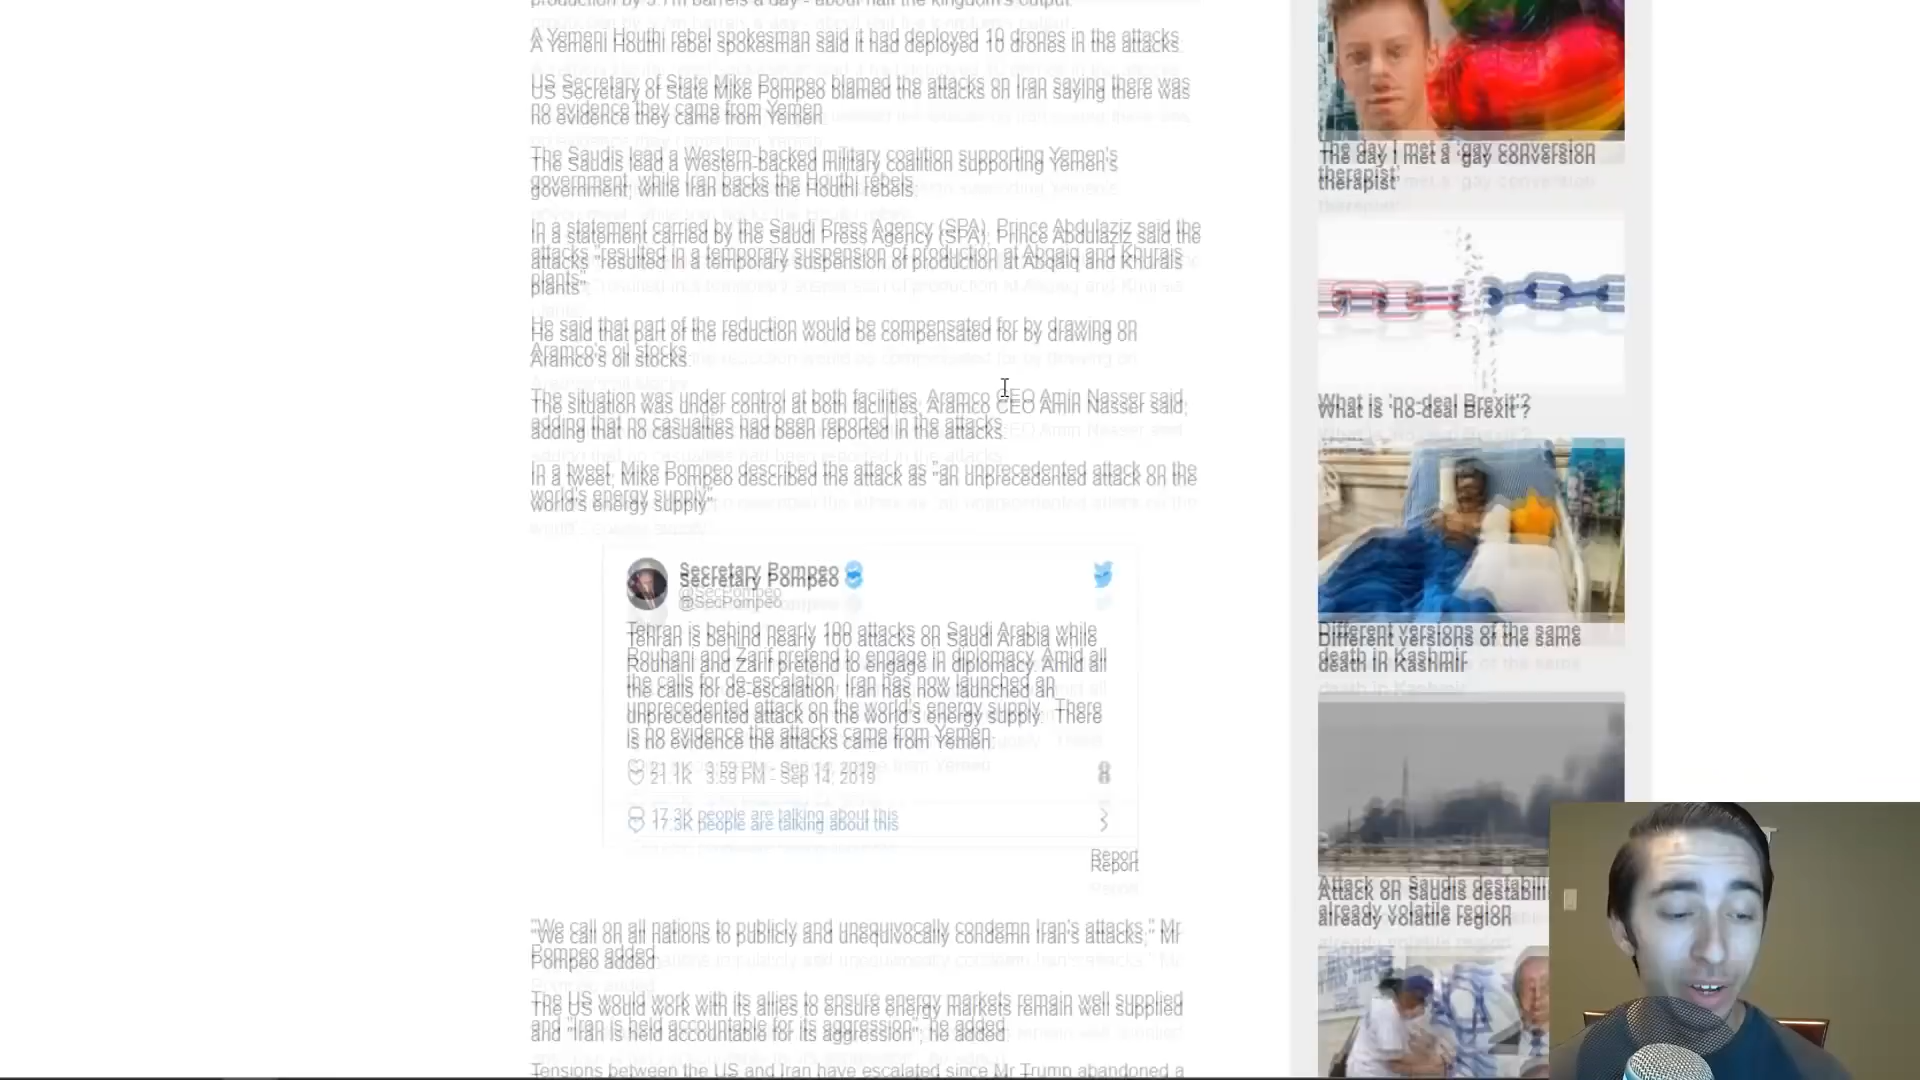 production by 5.7m barrels a day - about half the kingdom's output.
A Yemeni Houthi rebel spokesman said it had deployed 10 drones in the attacks.
US Secretary of State Mike Pompeo blamed the attacks on Iran saying there was
no evidence they came from Yemen.
The Saudis lead a Western-backed military coalition supporting Yemen's
government, while Iran backs the Houthi rebels.
In a statement carried by the Saudi Press Agency (SPA), Prince Abdulaziz said the
attacks "resulted in a temporary suspension of production at Abqaiq and Khurais
plants".
He said that part of the reduction would be compensated for by drawing on
Aramco's oil stocks.
The situation was under control at both facilities, Aramco CEO Amin Nasser said,
adding that no casualties had been reported in the attacks.
In a tweet, Mike Pompeo described the attack as "an unprecedented attack on the
world's energy supply".
Secretary Pompeo
@SecPompeo
Tehran is behind nearly 100 attacks on Saudi Arabia while
Rouhani and Zarif pretend to engage in diplomacy. Amid all
the calls for de-escalation, Iran has now launched an
unprecedented attack on the world's energy supply. There
is no evidence the attacks came from Yemen.
21.1K 3:59 PM - Sep 14, 2019
17.3K people are talking about this
Report
"We call on all nations to publicly and unequivocally condemn Iran's attacks," Mr
Pompeo added.
The US would work with its allies to ensure energy markets remain well supplied
and "Iran is held accountable for its aggression", he added.
Tensions between the US and Iran have escalated since Mr Trump abandoned a
The day I met a 'gay conversion
therapist'
What is 'no-deal Brexit'?
Different versions of the same
death in Kashmir
Attack on Saudis destabili
already volatile region